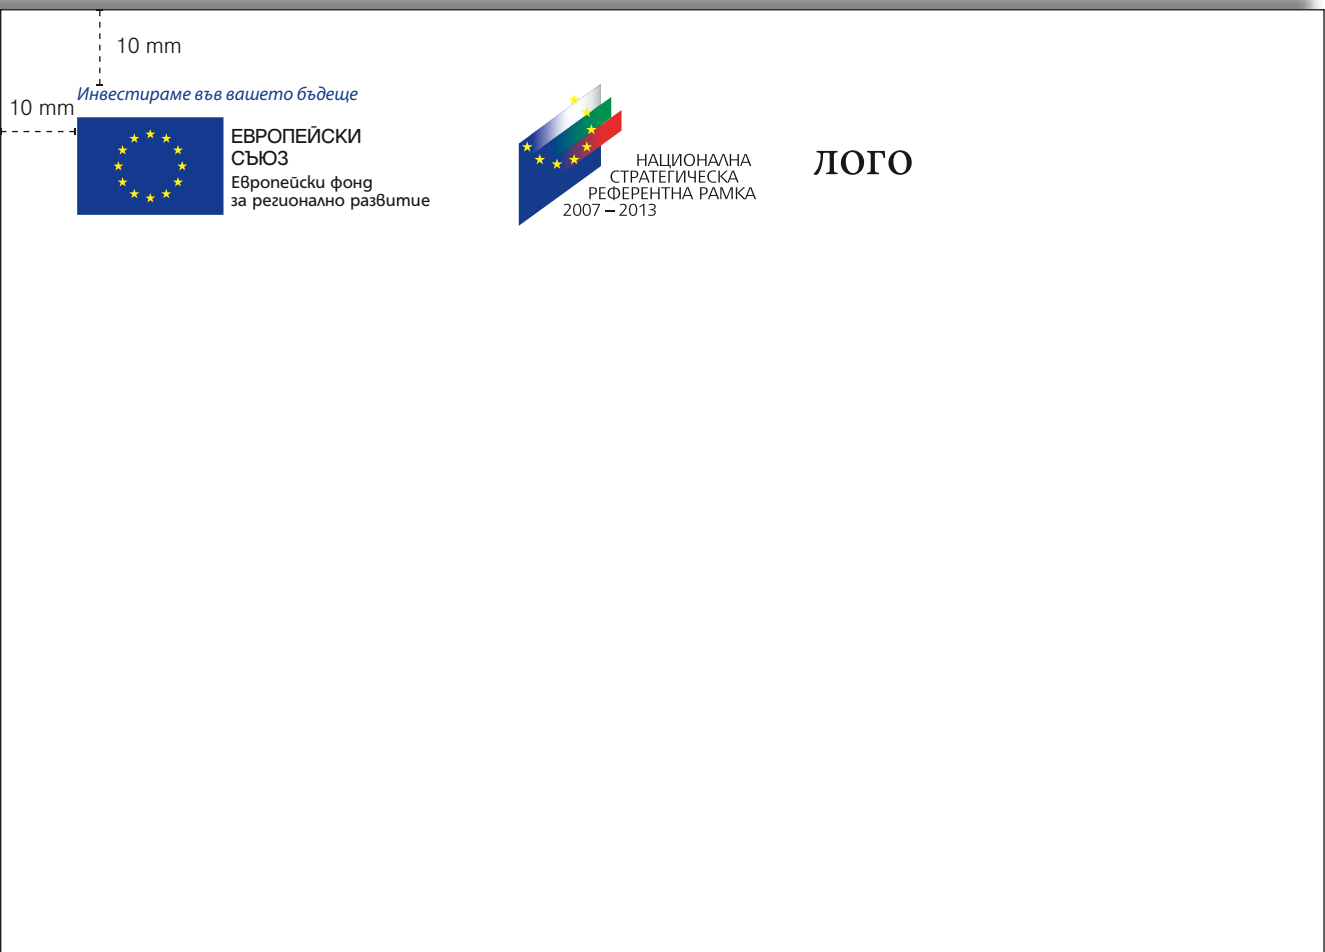 10 mm
10 mm
Инвестираме във вашето бъдеще
ЕВРОПЕЙСКИ
СЪЮЗ
Европейски фонд
за регионално развитие
НАЦИОНАЛНА
СТРАТЕГИЧЕСКА
РЕФЕРЕНТНА РАМКА
2007 – 2013
лого